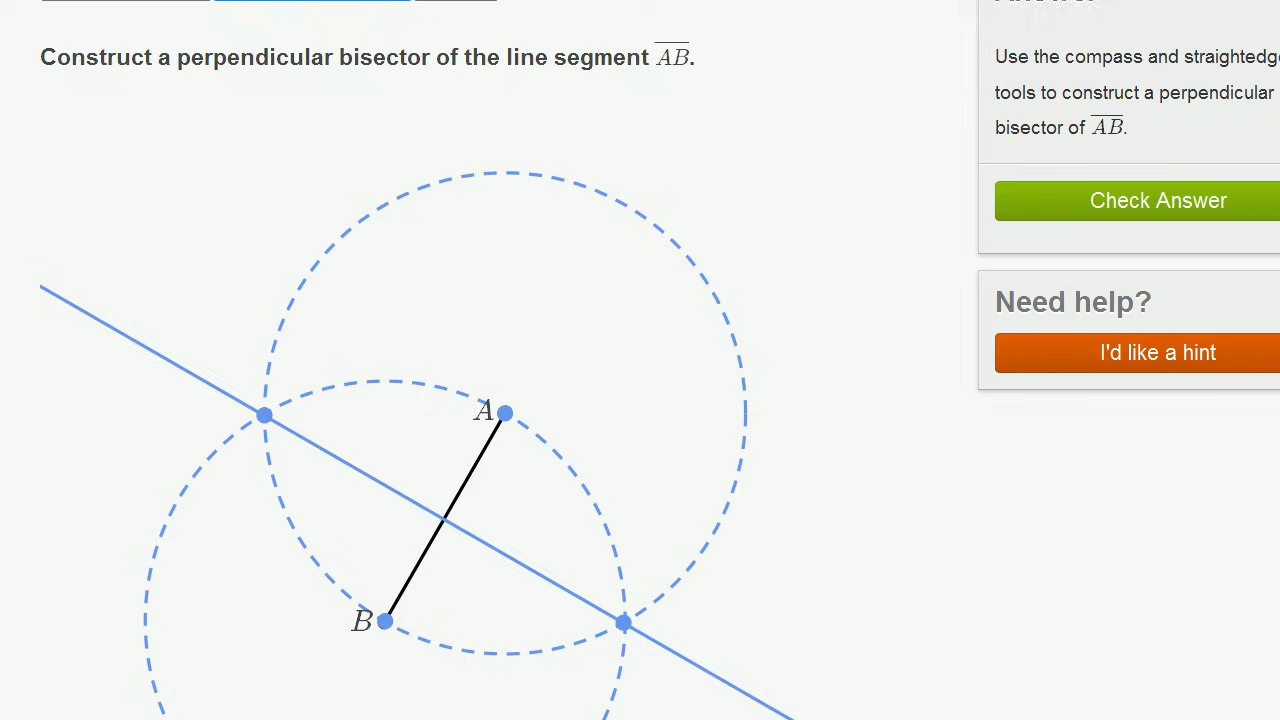 Construct a perpendicular bisector of the line segment AB.
A
B
Use the compass and straightedge
tools to construct a perpendicular
bisector of AB.
Check Answer
Need help?
I'd like a hint